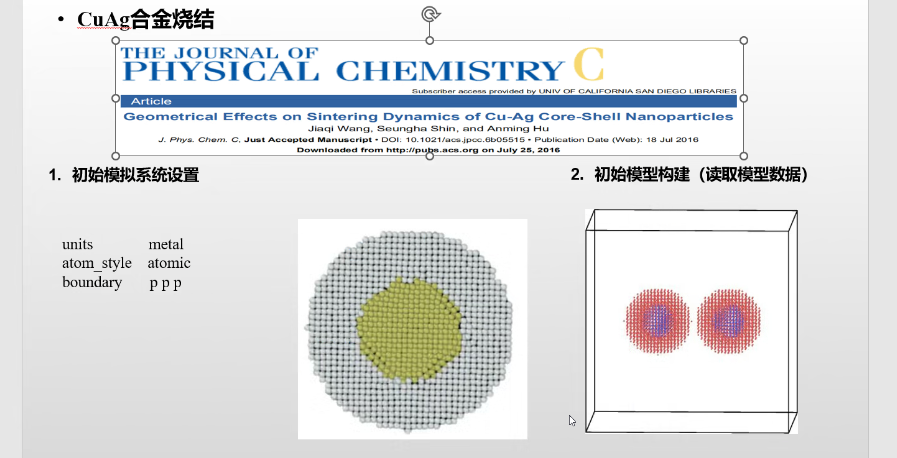 • CuAg合金烧结
THE JOURNAL OF
PHYSICAL CHEMISTRY C
Subscriber access provided by UNIV OF CALIFORNIA SAN DIEGO LIBRARIES
Article
Geometrical Effects on Sintering Dynamics of Cu-Ag Core-Shell Nanoparticles
Jiaqi Wang, Seungha Shin, and Anming Hu
J. Phys. Chem. C, Just Accepted Manuscript • DOI: 10.1021/acs.jpcc.6b05515 • Publication Date (Web): 18 Jul 2016
Downloaded from http://pubs.acs.org on July 25, 2016
1. 初始模拟系统设置
2. 初始模型构建（读取模型数据）
units metal
atom_style atomic
boundary p p p